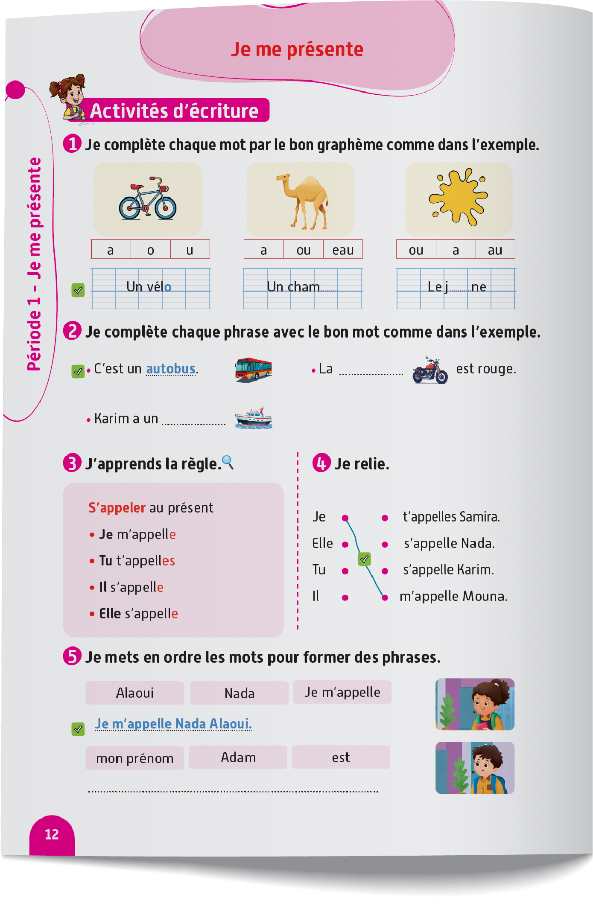 Je me présente
Période 1 - Je me présente
Activités d'écriture
1 Je complète chaque mot par le bon graphème comme dans l'exemple.
a o u
a ou eau
ou a au
Un vélo
Un cham........
Le j........ne
2 Je complète chaque phrase avec le bon mot comme dans l'exemple.
• C'est un autobus.
• La .................. est rouge.
• Karim a un ..................
3 J'apprends la règle.
S'appeler au présent
• Je m'appelle
• Tu t'appelles
• Il s'appelle
• Elle s'appelle
4 Je relie.
Je • • t'appelles Samira.
Elle • • s'appelle Nada.
Tu • • s'appelle Karim.
Il • • m'appelle Mouna.
5 Je mets en ordre les mots pour former des phrases.
Alaoui Nada Je m'appelle
Je m'appelle Nada Alaoui.
mon prénom Adam est
..................................................
12